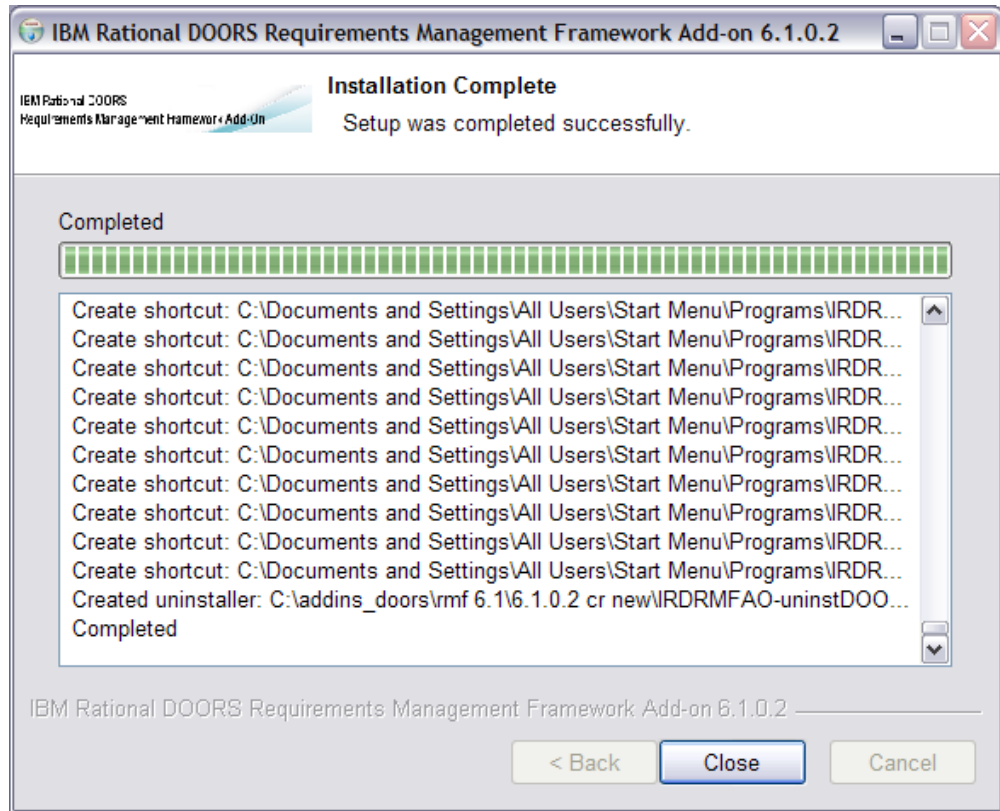 IBM Rational DOORS Requirements Management Framework Add-on 6.1.0.2
IBM Rational DOORS
Requirements Management Framework Add-On
Installation Complete
Setup was completed successfully.
Completed
Create shortcut: C:\Documents and Settings\All Users\Start Menu\Programs\IRDR...
Create shortcut: C:\Documents and Settings\All Users\Start Menu\Programs\IRDR...
Create shortcut: C:\Documents and Settings\All Users\Start Menu\Programs\IRDR...
Create shortcut: C:\Documents and Settings\All Users\Start Menu\Programs\IRDR...
Create shortcut: C:\Documents and Settings\All Users\Start Menu\Programs\IRDR...
Create shortcut: C:\Documents and Settings\All Users\Start Menu\Programs\IRDR...
Create shortcut: C:\Documents and Settings\All Users\Start Menu\Programs\IRDR...
Create shortcut: C:\Documents and Settings\All Users\Start Menu\Programs\IRDR...
Create shortcut: C:\Documents and Settings\All Users\Start Menu\Programs\IRDR...
Create shortcut: C:\Documents and Settings\All Users\Start Menu\Programs\IRDR...
Created uninstaller: C:\addins_doors\rmf 6.1\6.1.0.2 cr new\IRDRMFAO-uninstDOO...
Completed
IBM Rational DOORS Requirements Management Framework Add-on 6.1.0.2
< Back
Close
Cancel